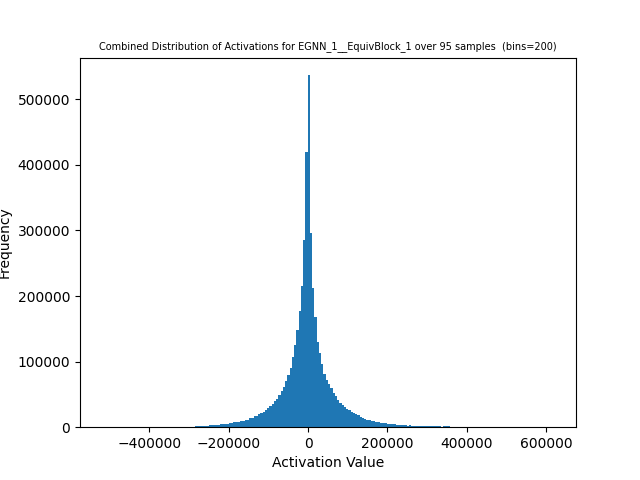 Combined Distribution of Activations for EGNN_1__EquivBlock_1 over 95 samples  (bins=200)
Frequency
500000
400000
300000
200000
100000
0
−400000 −200000 0 200000 400000 600000
Activation Value